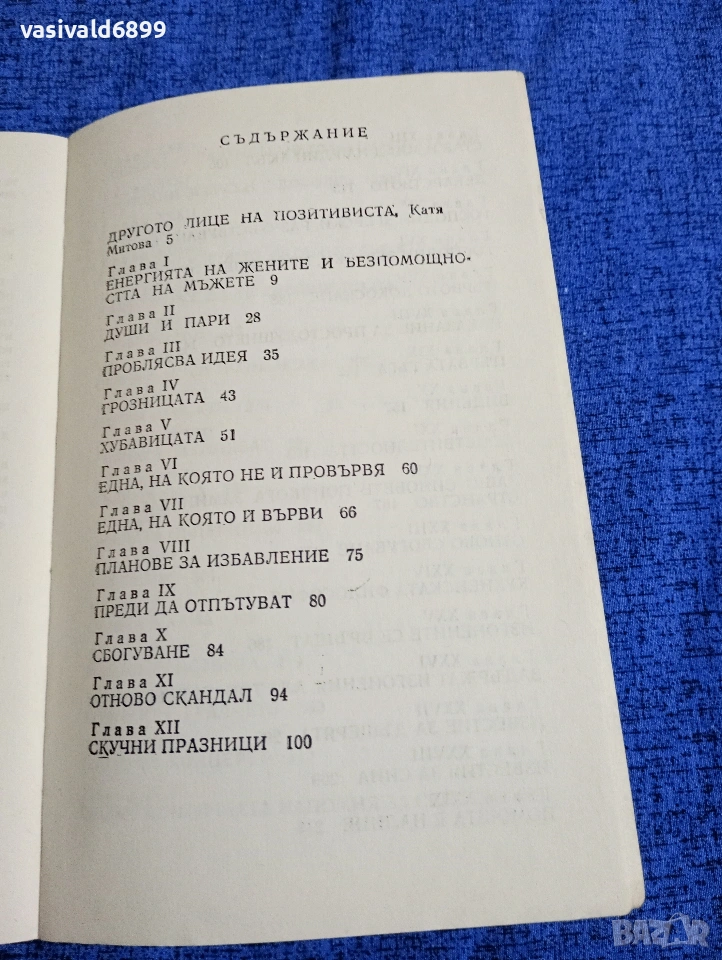 vasivald6899
СЪДЪРЖАНИЕ
ДРУГОТО ЛИЦЕ НА ПОЗИТИВИСТА, Катя
Митова 5
Глава I
ЕНЕРГИЯТА НА ЖЕНИТЕ И БЕЗПОМОЩНО-
СТТА НА МЪЖЕТЕ 9
Глава II
ДУШИ И ПАРИ 28
Глава III
ПРОБЛЯСВА ИДЕЯ 35
Глава IV
ГРОЗНИЦАТА 43
Глава V
ХУБАВИЦАТА 51
Глава VI
ЕДНА, НА КОЯТО НЕ Ѝ ПРОВЪРВЯ 60
Глава VII
ЕДНА, НА КОЯТО Ѝ ВЪРВИ 66
Глава VIII
ПЛАНОВЕ ЗА ИЗБАВЛЕНИЕ 75
Глава IX
ПРЕДИ ДА ОТПЪТУВАТ 80
Глава X
СБОГУВАНЕ 84
Глава XI
ОТНОВО СКАНДАЛ 94
Глава XII
СКУЧНИ ПРАЗНИЦИ 100
BAZAR